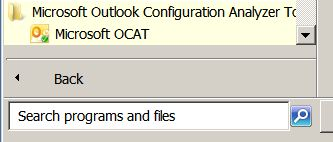 Microsoft Outlook Configuration Analyzer To
Microsoft OCAT
Back
Search programs and files